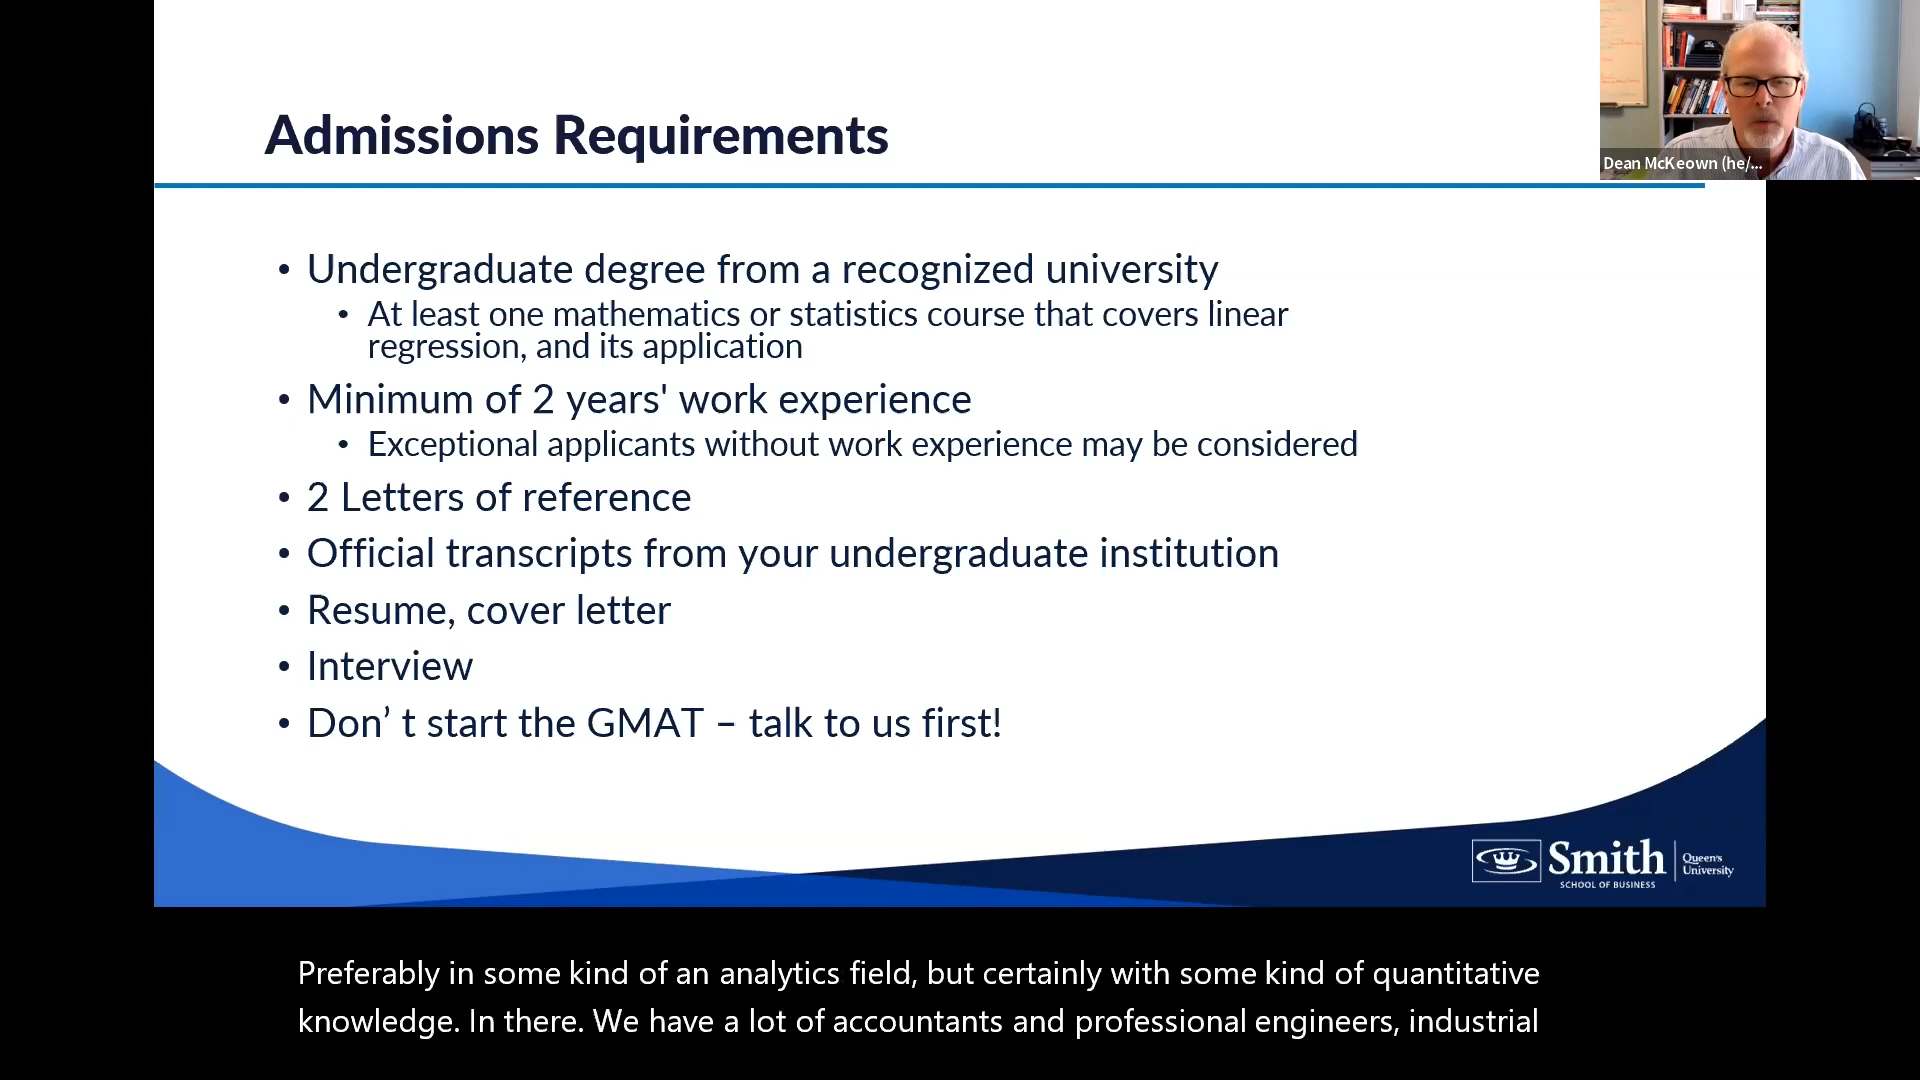 Admissions Requirements
Dean McKeown (he/...
• Undergraduate degree from a recognized university
• At least one mathematics or statistics course that covers linear
regression, and its application
• Minimum of 2 years' work experience
• Exceptional applicants without work experience may be considered
• 2 Letters of reference
• Official transcripts from your undergraduate institution
• Resume, cover letter
• Interview
• Don’ t start the GMAT – talk to us first!
Smith
SCHOOL OF BUSINESS
Queen's
University
Preferably in some kind of an analytics field, but certainly with some kind of quantitative
knowledge. In there. We have a lot of accountants and professional engineers, industrial